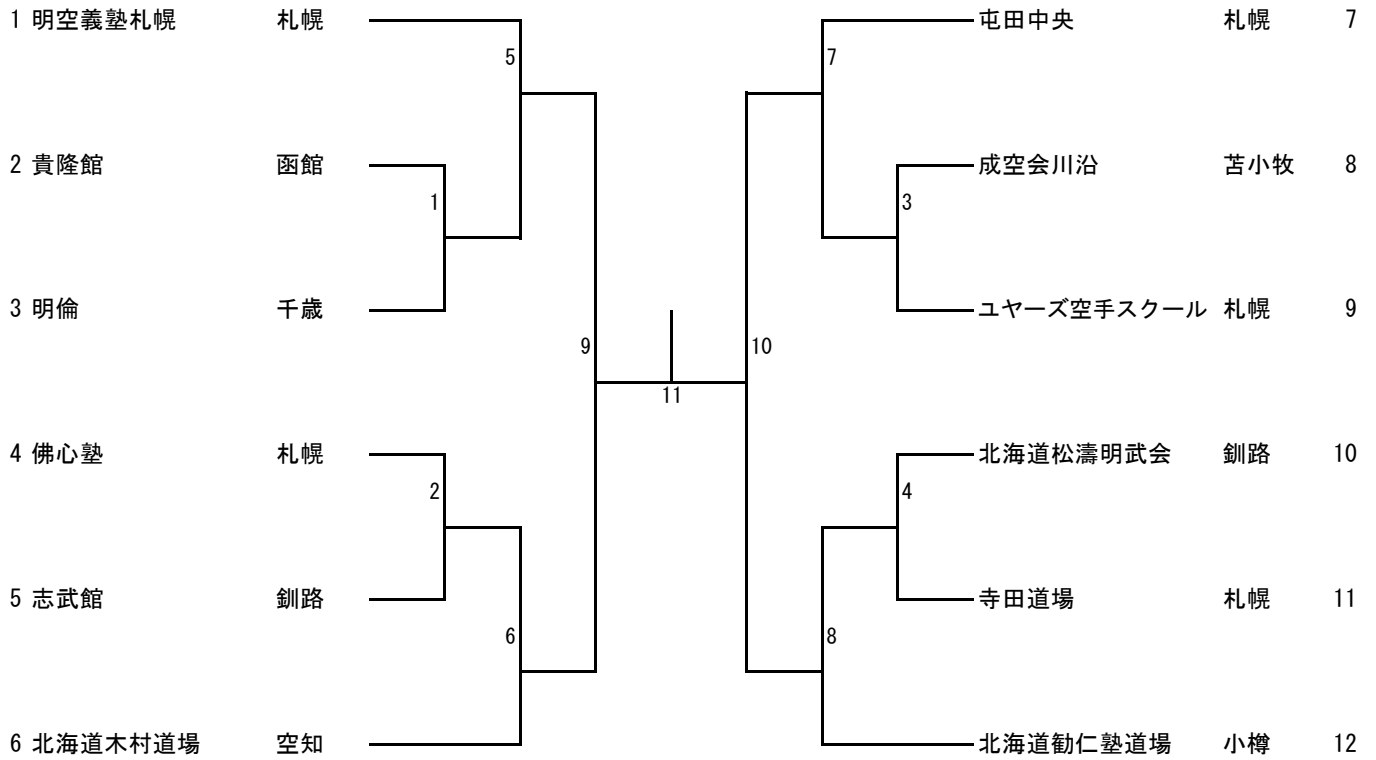 1 明空義塾札幌 札幌
屯田中央 札幌 7
5
7
2 貴隆館 函館
成空会川沿 苫小牧 8
1
3
3 明倫 千歳
ユヤーズ空手スクール 札幌 9
9
10
11
4 佛心塾 札幌
北海道松濤明武会 釧路 10
2
4
5 志武館 釧路
寺田道場 札幌 11
6
8
6 北海道木村道場 空知
北海道勧仁塾道場 小樽 12